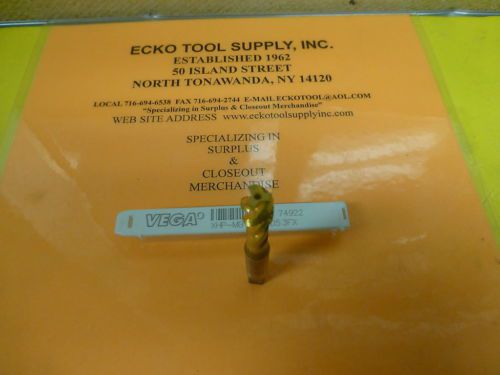 ECKO TOOL SUPPLY, INC.
ESTABLISHED 1962
50 ISLAND STREET
NORTH TONAWANDA, NY 14120
LOCAL 716-694-6538 FAX 716-694-2744 E-MAIL ECKOTOOL@AOL.COM
"Specializing in Surplus & Closeout Merchandise"
WEB SITE ADDRESS www.eckotoolsupplyinc.com
SPECIALIZING IN
SURPLUS
&
CLOSEOUT
MERCHANDISE
VEGA
74922